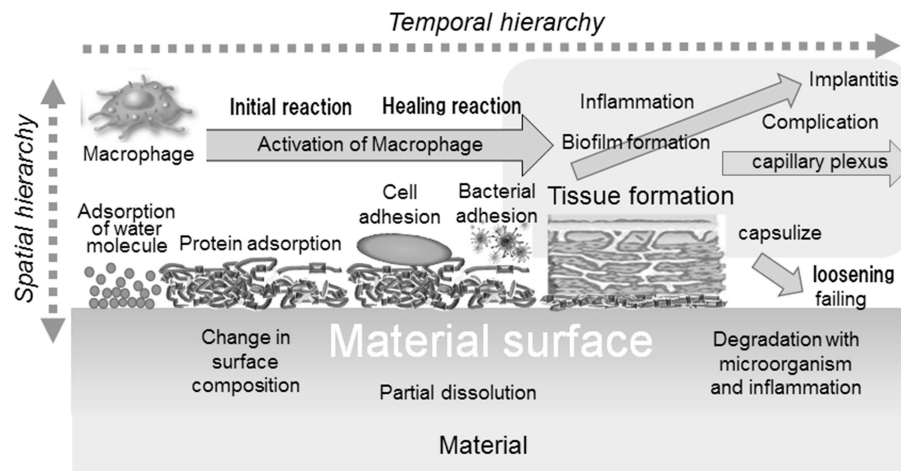 Temporal hierarchy
Spatial hierarchy
Macrophage
Initial reaction
Healing reaction
Activation of Macrophage
Inflammation
Biofilm formation
Implantitis
Complication
capillary plexus
Adsorption
of water
molecule
Protein adsorption
Cell
adhesion
Bacterial
adhesion
Tissue formation
capsulize
loosening
failing
Change in
surface
composition
Material surface
Partial dissolution
Degradation with
microorganism
and inflammation
Material